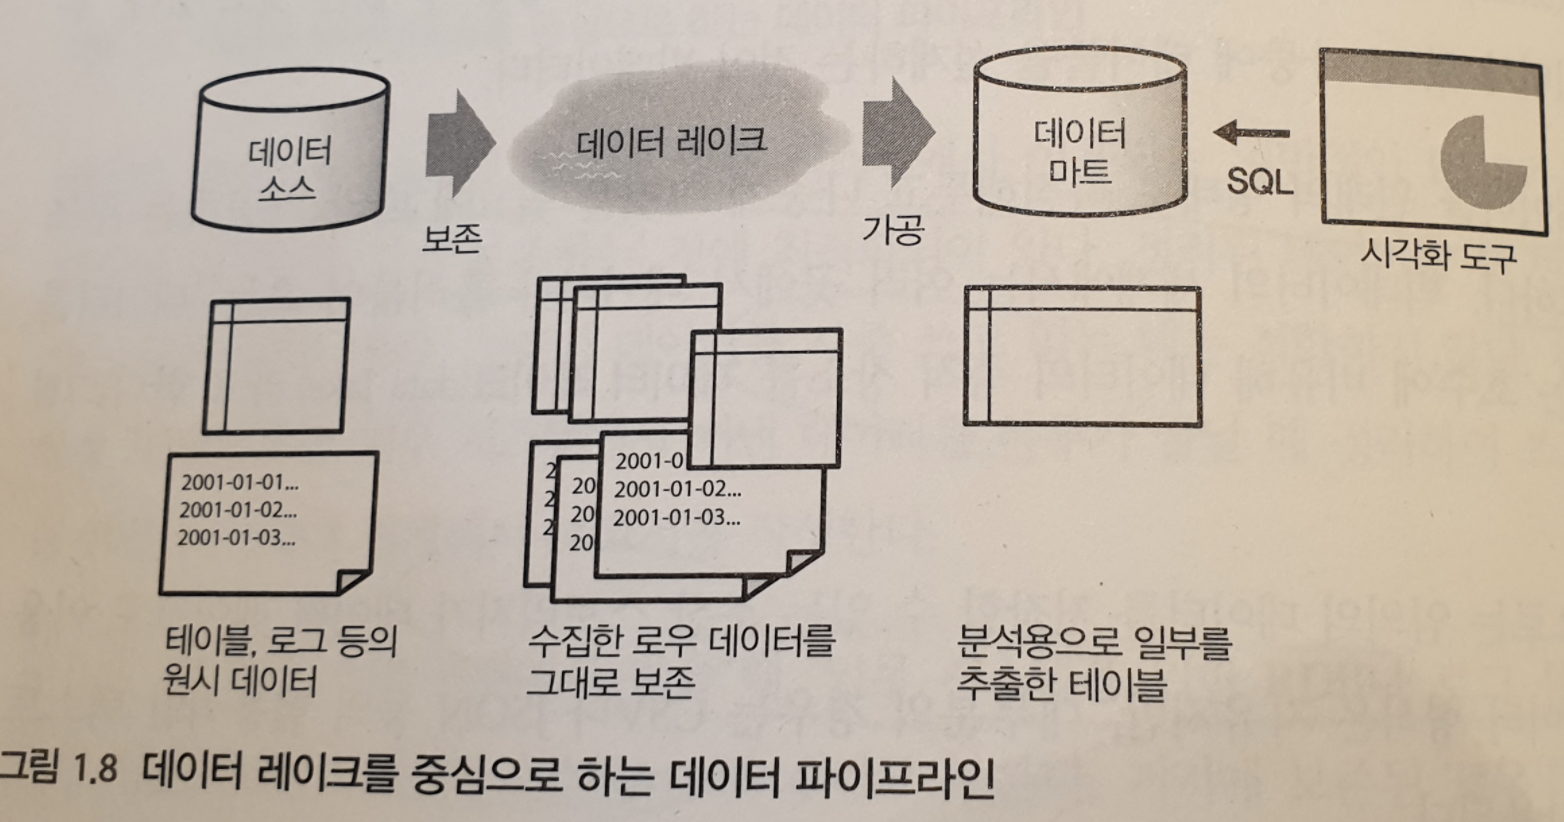 데이터
소스
보존
데이터 레이크
가공
데이터
마트
SQL
시각화 도구
2001-01-01...
2001-01-02...
2001-01-03...
2
2
2
20
20
20
2001-0
2001-01-02...
2001-01-03...
테이블, 로그 등의
원시 데이터
수집한 로우 데이터를
그대로 보존
분석용으로 일부를
추출한 테이블
그림 1.8 데이터 레이크를 중심으로 하는 데이터 파이프라인